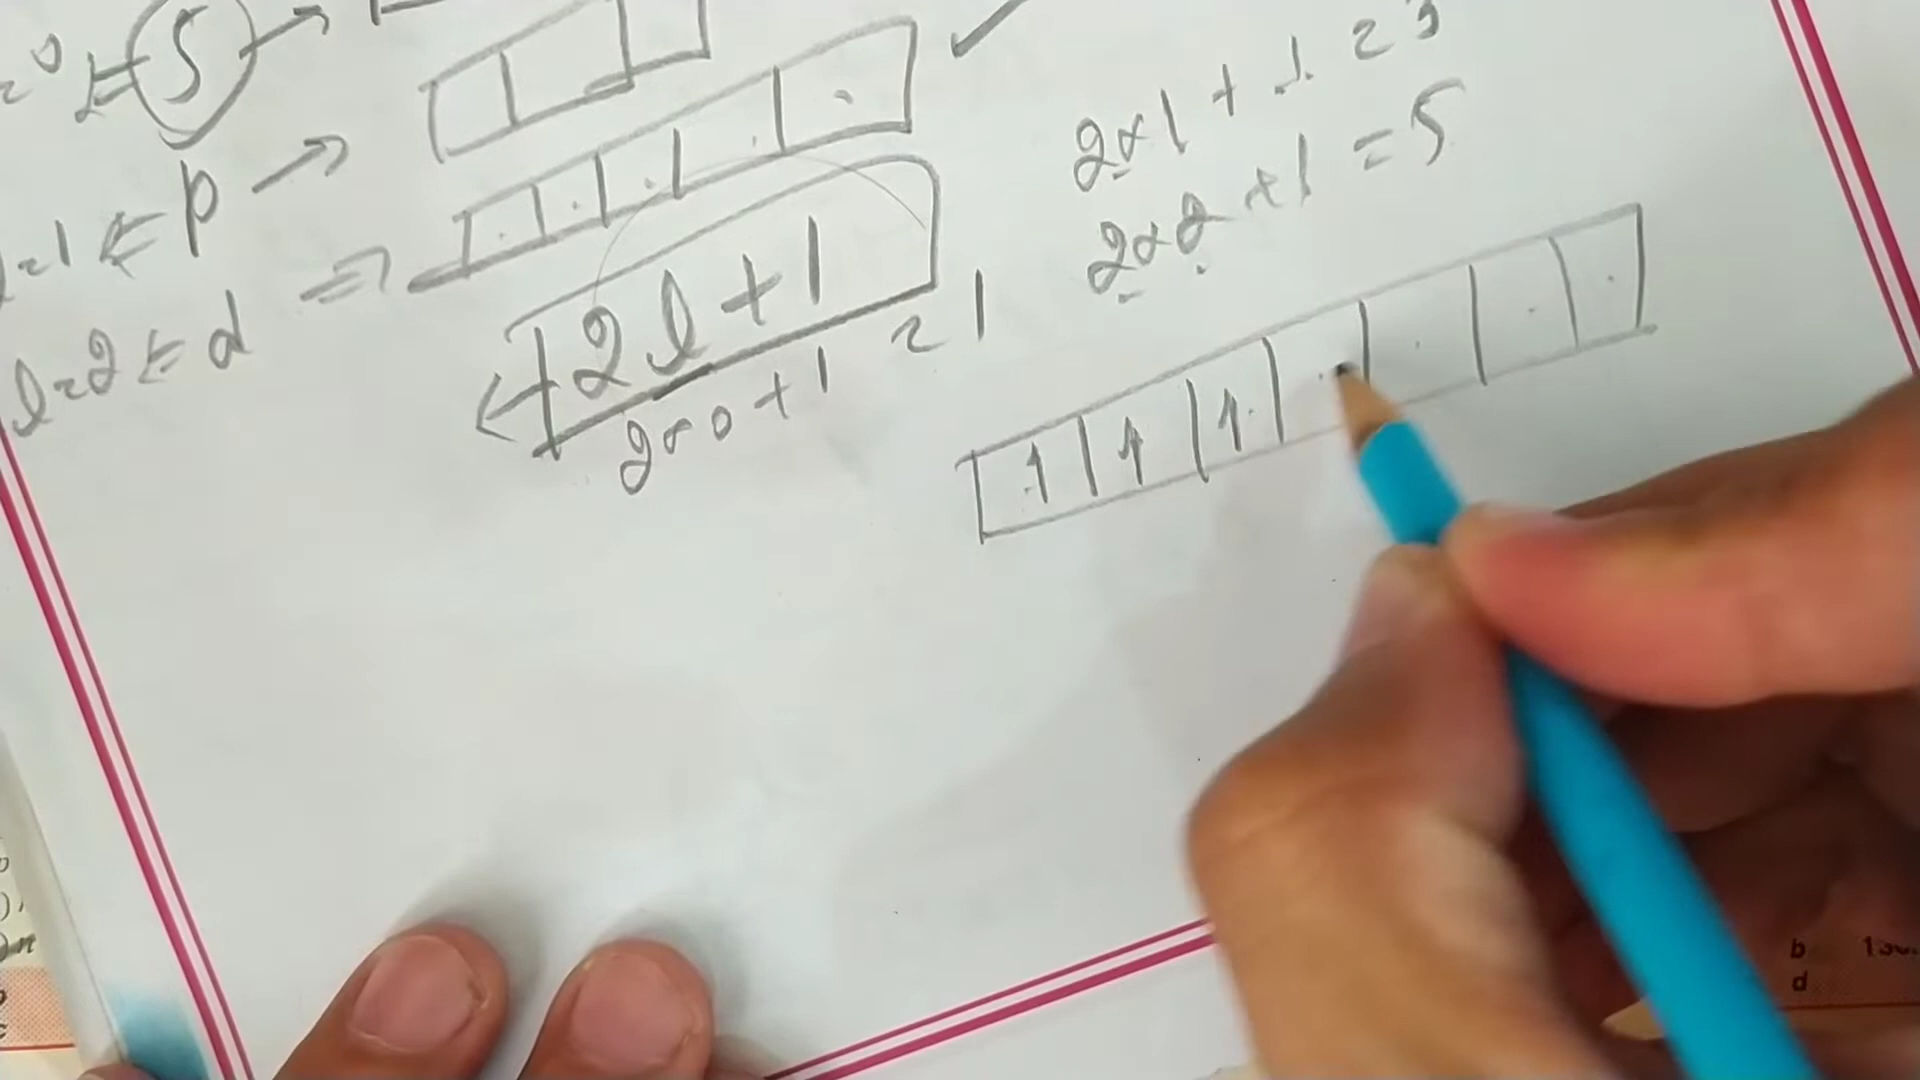 S →
l=1 ⇐ p →
l=2 ⇐ d ⇒
2l+1
2×0+1 = 1
2×1+1 = 3
2×2+1 = 5
1 1 1
b
d